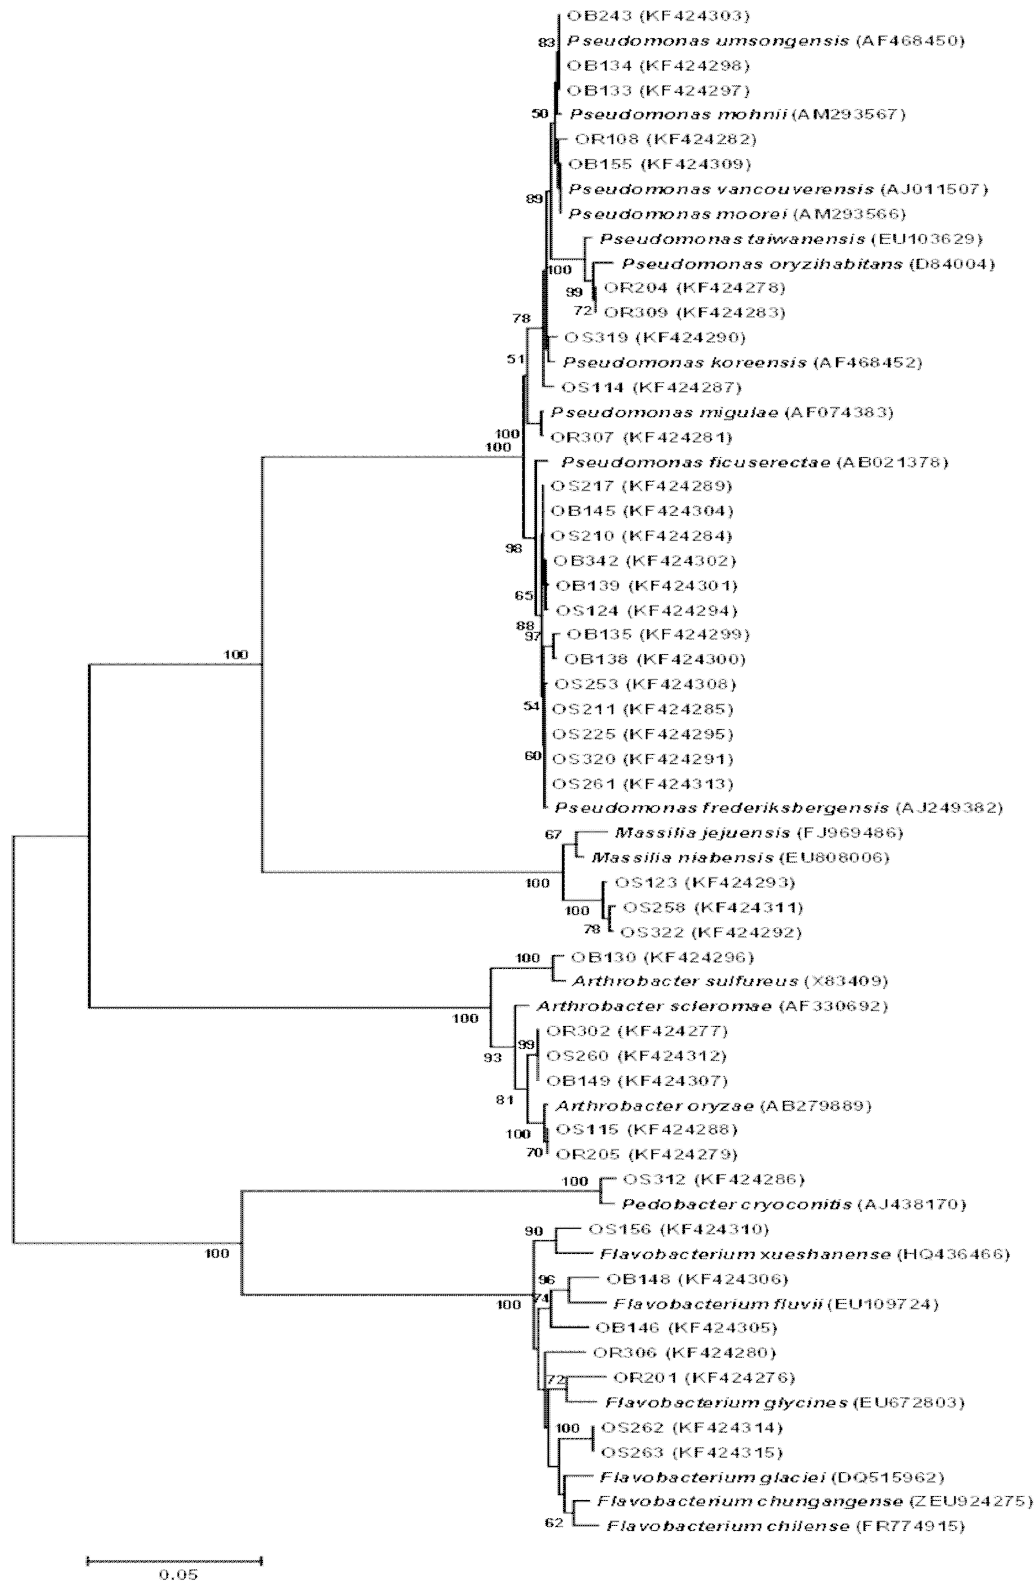 OB243 (KF424303)
83
Pseudomonas umsongensis (AF468450)
OB134 (KF424298)
OB133 (KF424297)
50
Pseudomonas mohnii (AM293567)
OR108 (KF424282)
OB155 (KF424309)
Pseudomonas vancouverensis (AJ011507)
89
Pseudomonas moorei (AM293566)
Pseudomonas taiwanensis (EU103629)
100
Pseudomonas oryzihabitans (D84004)
99
OR204 (KF424278)
72
OR309 (KF424283)
78
OS319 (KF424290)
51
Pseudomonas koreensis (AF468452)
OS114 (KF424287)
Pseudomonas migulae (AF074383)
100
OR307 (KF424281)
100
Pseudomonas ficuserectae (AB021378)
OS217 (KF424289)
OB145 (KF424304)
OS210 (KF424284)
98
OB342 (KF424302)
OB139 (KF424301)
65
OS124 (KF424294)
88
97
OB135 (KF424299)
OB138 (KF424300)
100
OS253 (KF424308)
54
OS211 (KF424285)
OS225 (KF424295)
60
OS320 (KF424291)
OS261 (KF424313)
Pseudomonas frederiksbergensis (AJ249382)
67
Massilia jejuensis (FJ969486)
Massilia niabensis (EU808006)
100
OS123 (KF424293)
100
OS258 (KF424311)
78
OS322 (KF424292)
100
OB130 (KF424296)
Arthrobacter sulfureus (X83409)
Arthrobacter scleromae (AF330692)
100
OR302 (KF424277)
99
93
OS260 (KF424312)
OB149 (KF424307)
81
Arthrobacter oryzae (AB279889)
100
OS115 (KF424288)
70
OR205 (KF424279)
100
OS312 (KF424286)
Pedobacter cryoconitis (AJ438170)
90
OS156 (KF424310)
100
Flavobacterium xueshanense (HQ436466)
96
OB148 (KF424306)
74
100
Flavobacterium fluvii (EU109724)
OB146 (KF424305)
OR306 (KF424280)
72
OR201 (KF424276)
Flavobacterium glycines (EU672803)
100
OS262 (KF424314)
OS263 (KF424315)
Flavobacterium glaciei (DQ515962)
Flavobacterium chungangense (ZEU924275)
62
Flavobacterium chilense (FR774915)
0.05